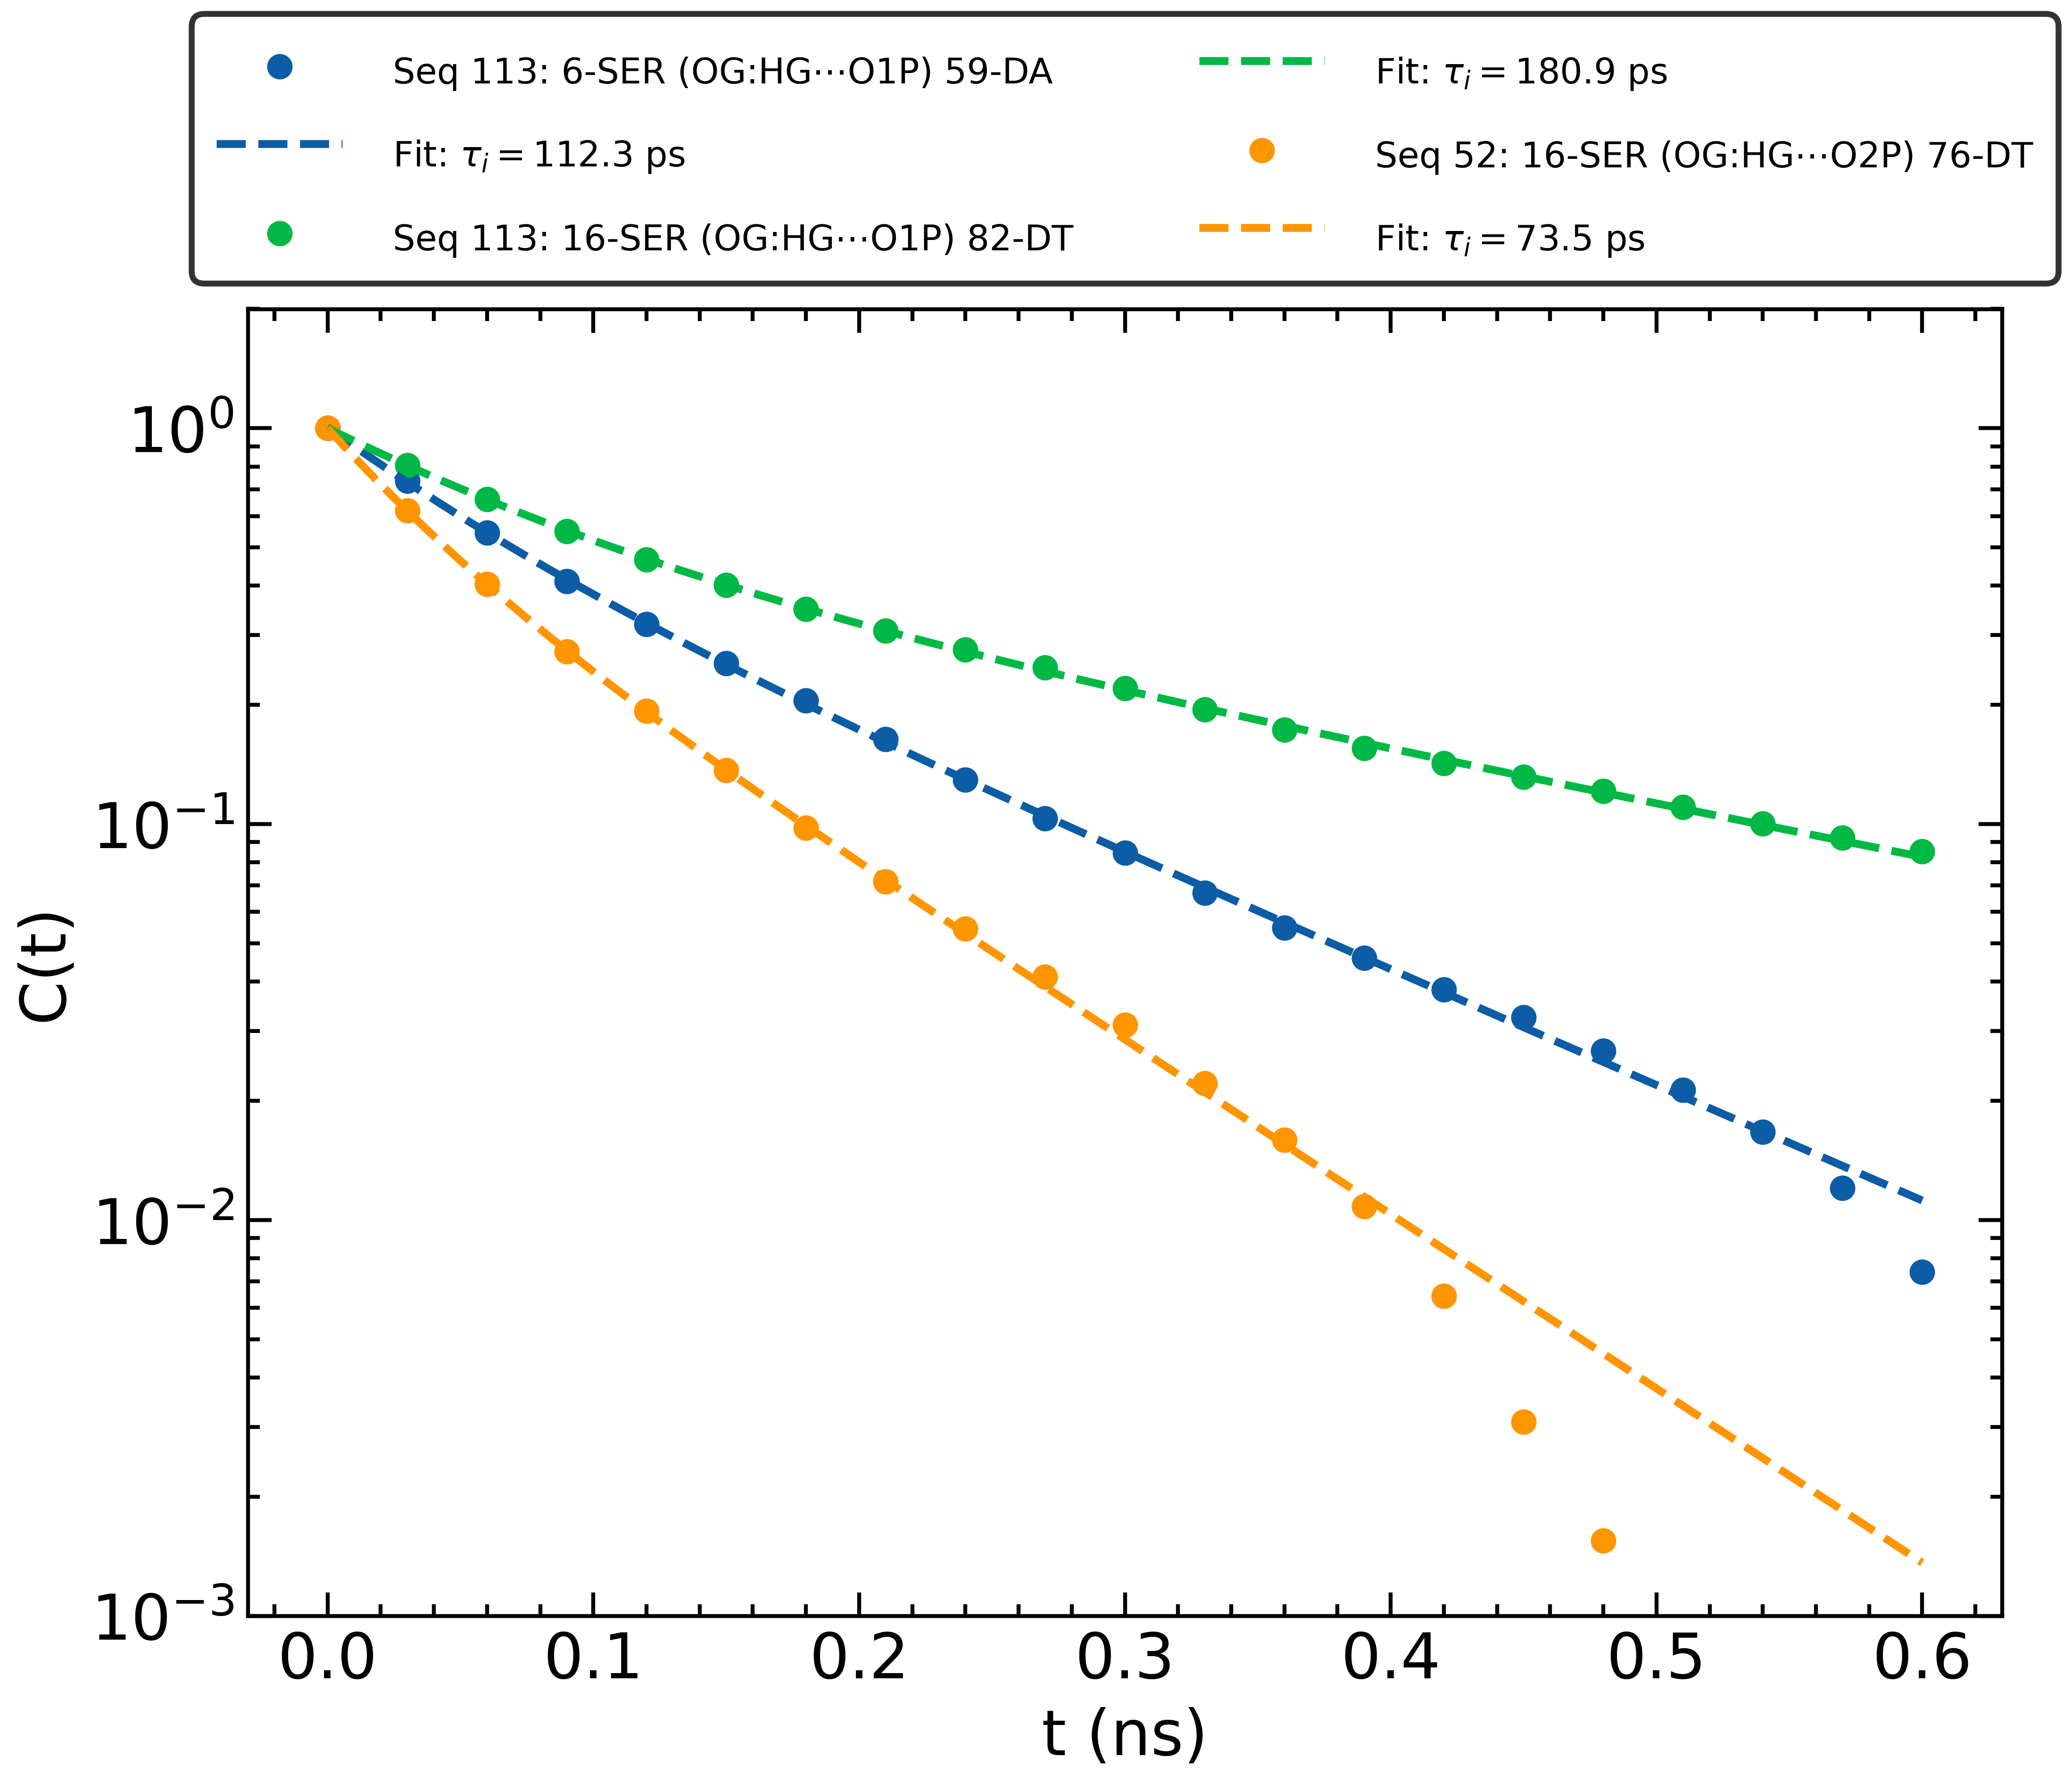 Seq 113: 6-SER (OG:HG⋯O1P) 59-DA
Fit: τᵢ = 112.3 ps
Seq 113: 16-SER (OG:HG⋯O1P) 82-DT
Fit: τᵢ = 180.9 ps
Seq 52: 16-SER (OG:HG⋯O2P) 76-DT
Fit: τᵢ = 73.5 ps
C(t)
10⁰
10⁻¹
10⁻²
10⁻³
0.0 0.1 0.2 0.3 0.4 0.5 0.6
t (ns)